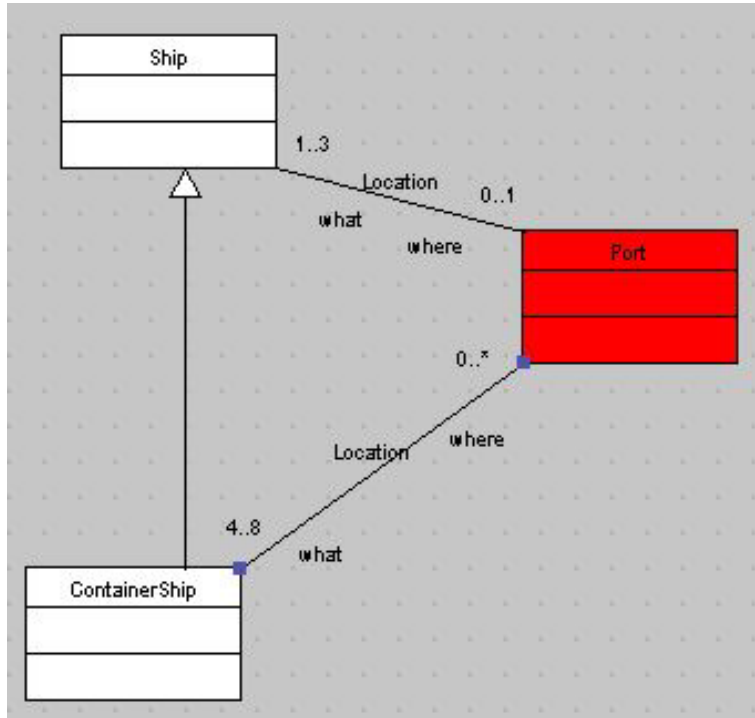 Ship
1..3
Location
0..1
what
where
Port
0..*
where
Location
4..8
what
ContainerShip